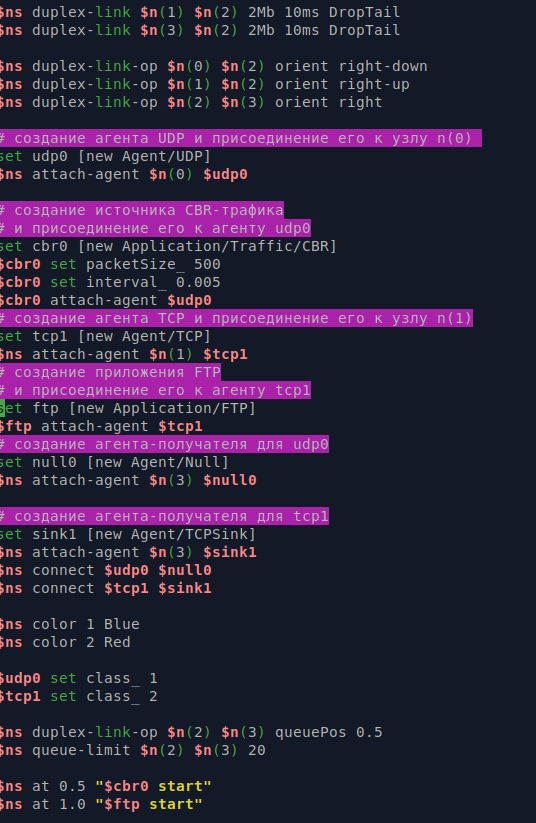 $ns duplex-link $n(1) $n(2) 2Mb 10ms DropTail
$ns duplex-link $n(3) $n(2) 2Mb 10ms DropTail
$ns duplex-link-op $n(0) $n(2) orient right-down
$ns duplex-link-op $n(1) $n(2) orient right-up
$ns duplex-link-op $n(2) $n(3) orient right
# создание агента UDP и присоединение его к узлу n(0)
set udp0 [new Agent/UDP]
$ns attach-agent $n(0) $udp0
# создание источника CBR-трафика
# и присоединение его к агенту udp0
set cbr0 [new Application/Traffic/CBR]
$cbr0 set packetSize_ 500
$cbr0 set interval_ 0.005
$cbr0 attach-agent $udp0
# создание агента TCP и присоединение его к узлу n(1)
set tcp1 [new Agent/TCP]
$ns attach-agent $n(1) $tcp1
# создание приложения FTP
# и присоединение его к агенту tcp1
set ftp [new Application/FTP]
$ftp attach-agent $tcp1
# создание агента-получателя для udp0
set null0 [new Agent/Null]
$ns attach-agent $n(3) $null0
# создание агента-получателя для tcp1
set sink1 [new Agent/TCPSink]
$ns attach-agent $n(3) $sink1
$ns connect $udp0 $null0
$ns connect $tcp1 $sink1
$ns color 1 Blue
$ns color 2 Red
$udp0 set class_ 1
$tcp1 set class_ 2
$ns duplex-link-op $n(2) $n(3) queuePos 0.5
$ns queue-limit $n(2) $n(3) 20
$ns at 0.5 "$cbr0 start"
$ns at 1.0 "$ftp start"